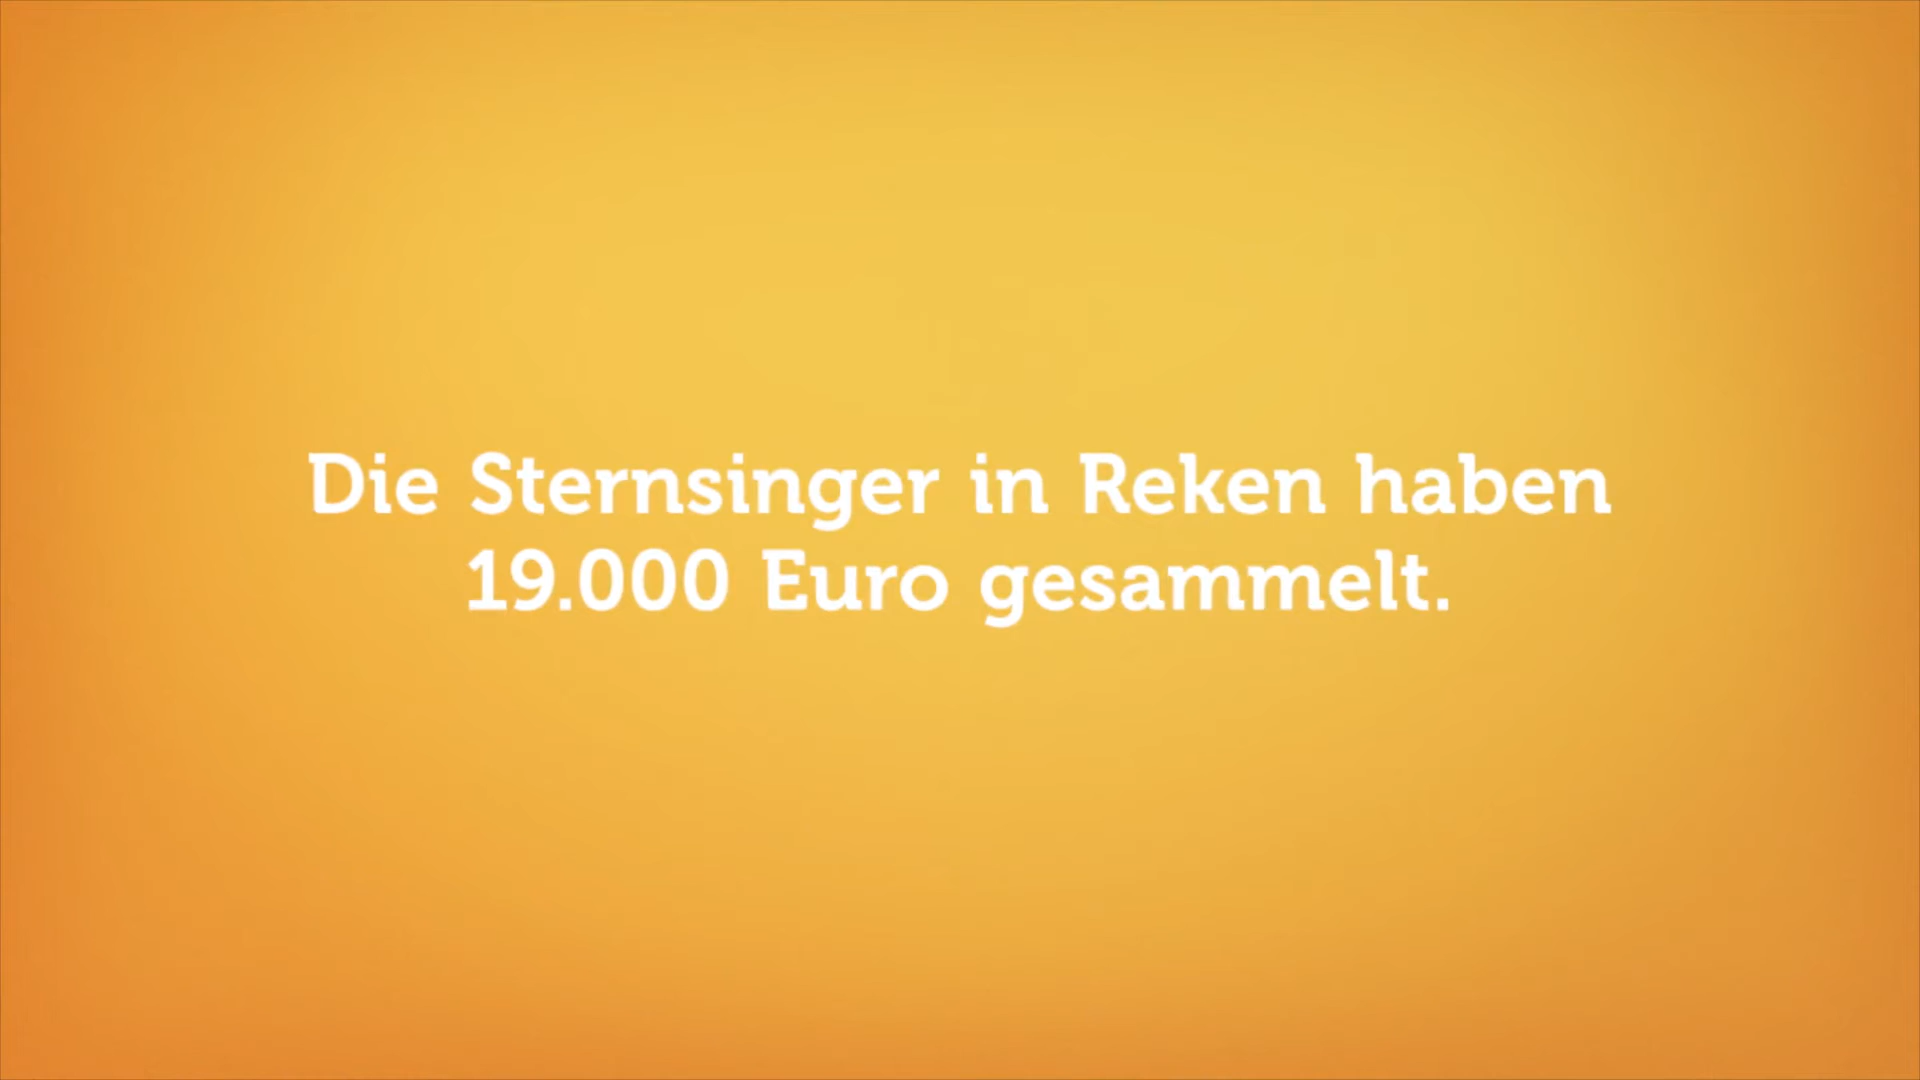 Die Sternsinger in Reken haben
19.000 Euro gesammelt.